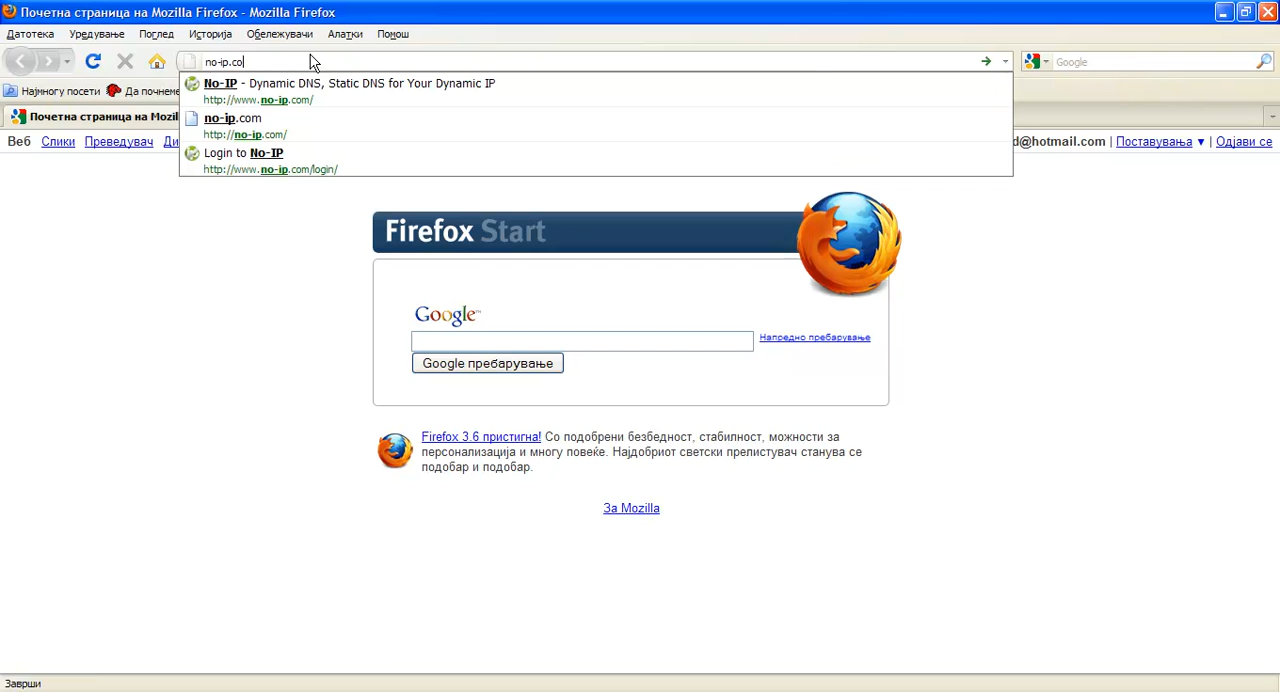 Почетна страница на Mozilla Firefox - Mozilla Firefox
Датотека Уредување Поглед Историја Обележувачи Алатки Помош
no-ip.co
Google
No-IP - Dynamic DNS, Static DNS for Your Dynamic IP
http://www.no-ip.com/
no-ip.com
http://no-ip.com/
Login to No-IP
http://www.no-ip.com/login/
Најмногу посети Да почнеме
Почетна страница на Mozil
Веб Слики Преведувач Ди
d@hotmail.com | Поставувања ▼ | Одјави се
Firefox Start
Google™
Напредно пребарување
Google пребарување
Firefox 3.6 пристигна! Со подобрени безбедност, стабилност, можности за
персонализација и многу повеќе. Најдобриот светски прелистувач станува се
подобар и подобар.
За Mozilla
Заврши